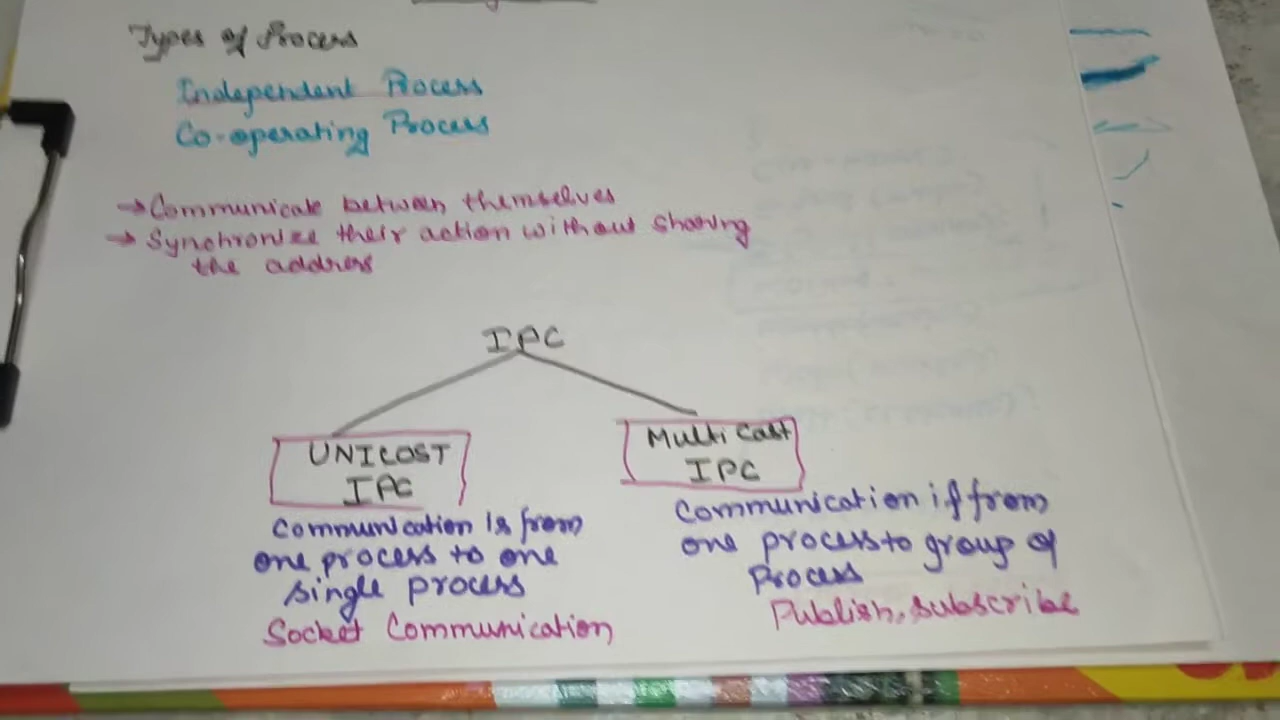 Types of Process
Independent Process
Co-operating Process
→ Communicate between themselves
→ Synchronize their action without sharing
the address
IPC
UNICOST
IPC
Multi cast
IPC
Communication is from
one process to one
single process
Socket Communication
Communication if from
one process to group of
Process
Publish, subscribe